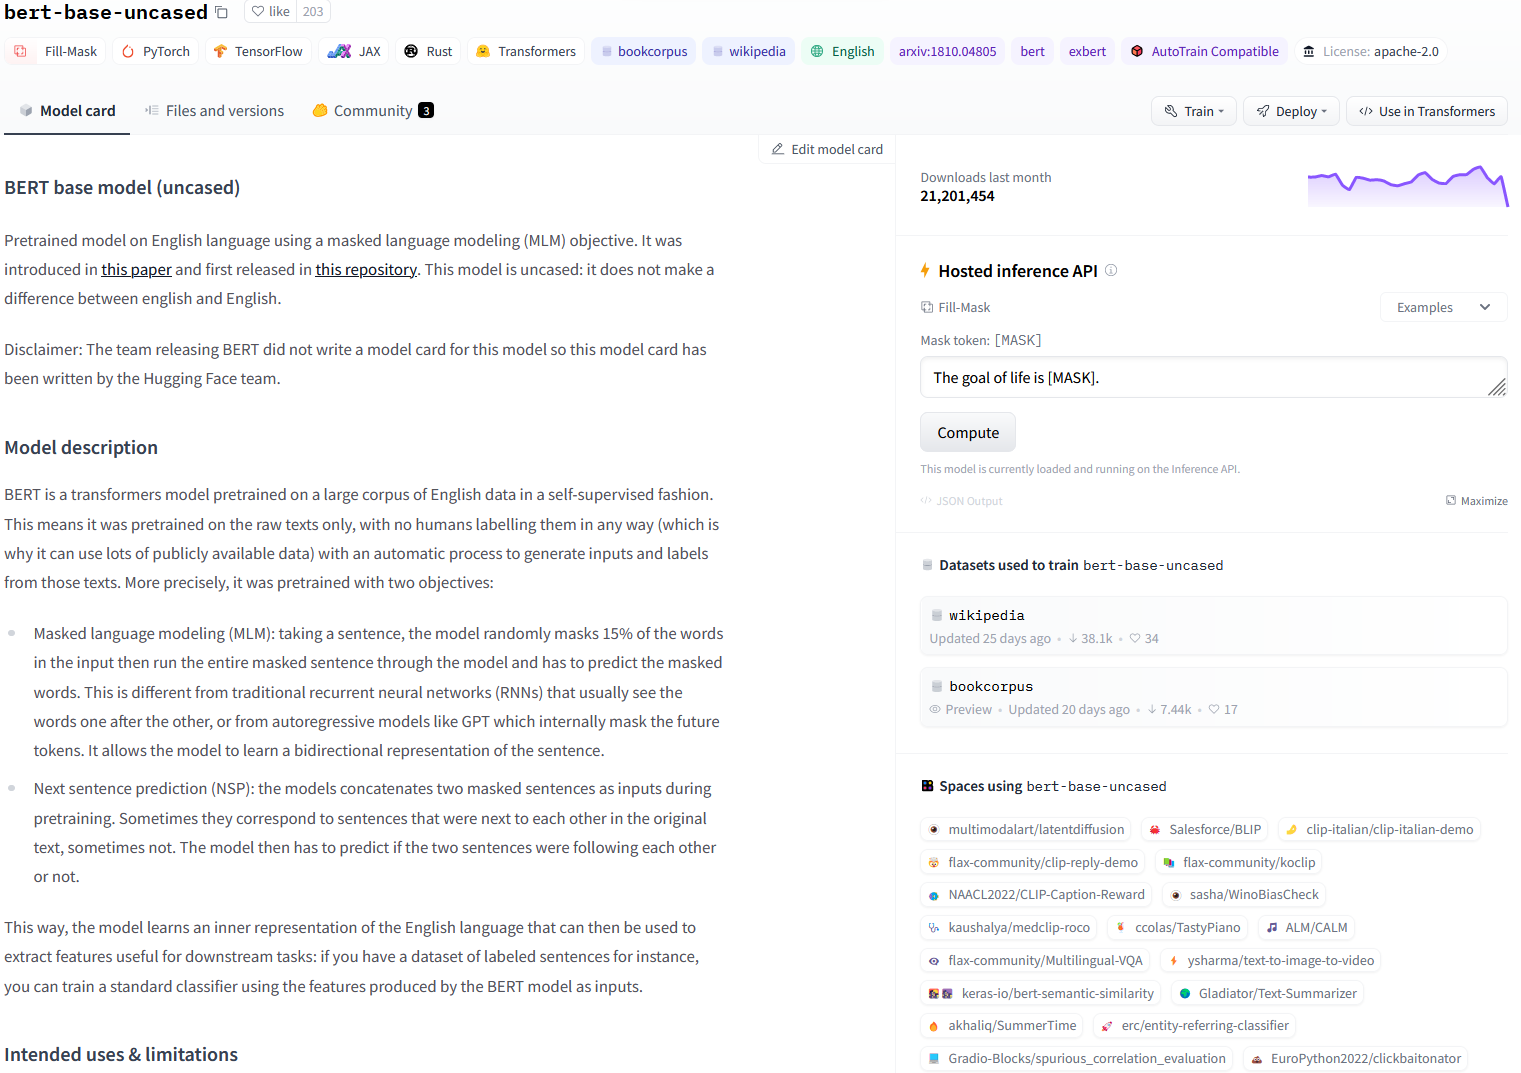 bert-base-uncased like 203
Fill-Mask PyTorch TensorFlow JAX Rust Transformers bookcorpus wikipedia English arxiv:1810.04805 bert exbert AutoTrain Compatible License: apache-2.0
Model card Files and versions Community 3 Train Deploy </> Use in Transformers
Edit model card
BERT base model (uncased)
Pretrained model on English language using a masked language modeling (MLM) objective. It was
introduced in this paper and first released in this repository. This model is uncased: it does not make a
difference between english and English.
Disclaimer: The team releasing BERT did not write a model card for this model so this model card has
been written by the Hugging Face team.
Model description
BERT is a transformers model pretrained on a large corpus of English data in a self-supervised fashion.
This means it was pretrained on the raw texts only, with no humans labelling them in any way (which is
why it can use lots of publicly available data) with an automatic process to generate inputs and labels
from those texts. More precisely, it was pretrained with two objectives:
Masked language modeling (MLM): taking a sentence, the model randomly masks 15% of the words
in the input then run the entire masked sentence through the model and has to predict the masked
words. This is different from traditional recurrent neural networks (RNNs) that usually see the
words one after the other, or from autoregressive models like GPT which internally mask the future
tokens. It allows the model to learn a bidirectional representation of the sentence.
Next sentence prediction (NSP): the models concatenates two masked sentences as inputs during
pretraining. Sometimes they correspond to sentences that were next to each other in the original
text, sometimes not. The model then has to predict if the two sentences were following each other
or not.
This way, the model learns an inner representation of the English language that can then be used to
extract features useful for downstream tasks: if you have a dataset of labeled sentences for instance,
you can train a standard classifier using the features produced by the BERT model as inputs.
Intended uses & limitations
Downloads last month
21,201,454
Hosted inference API
Fill-Mask Examples
Mask token: [MASK]
The goal of life is [MASK].
Compute
This model is currently loaded and running on the Inference API.
</> JSON Output Maximize
Datasets used to train bert-base-uncased
wikipedia
Updated 25 days ago • ↓ 38.1k • ♡ 34
bookcorpus
Preview • Updated 20 days ago • ↓ 7.44k • ♡ 17
Spaces using bert-base-uncased
multimodalart/latentdiffusion Salesforce/BLIP clip-italian/clip-italian-demo
flax-community/clip-reply-demo flax-community/koclip
NAACL2022/CLIP-Caption-Reward sasha/WinoBiasCheck
kaushalya/medclip-roco ccolas/TastyPiano ALM/CALM
flax-community/Multilingual-VQA ysharma/text-to-image-to-video
keras-io/bert-semantic-similarity Gladiator/Text-Summarizer
akhaliq/SummerTime erc/entity-referring-classifier
Gradio-Blocks/spurious_correlation_evaluation EuroPython2022/clickbaitonator